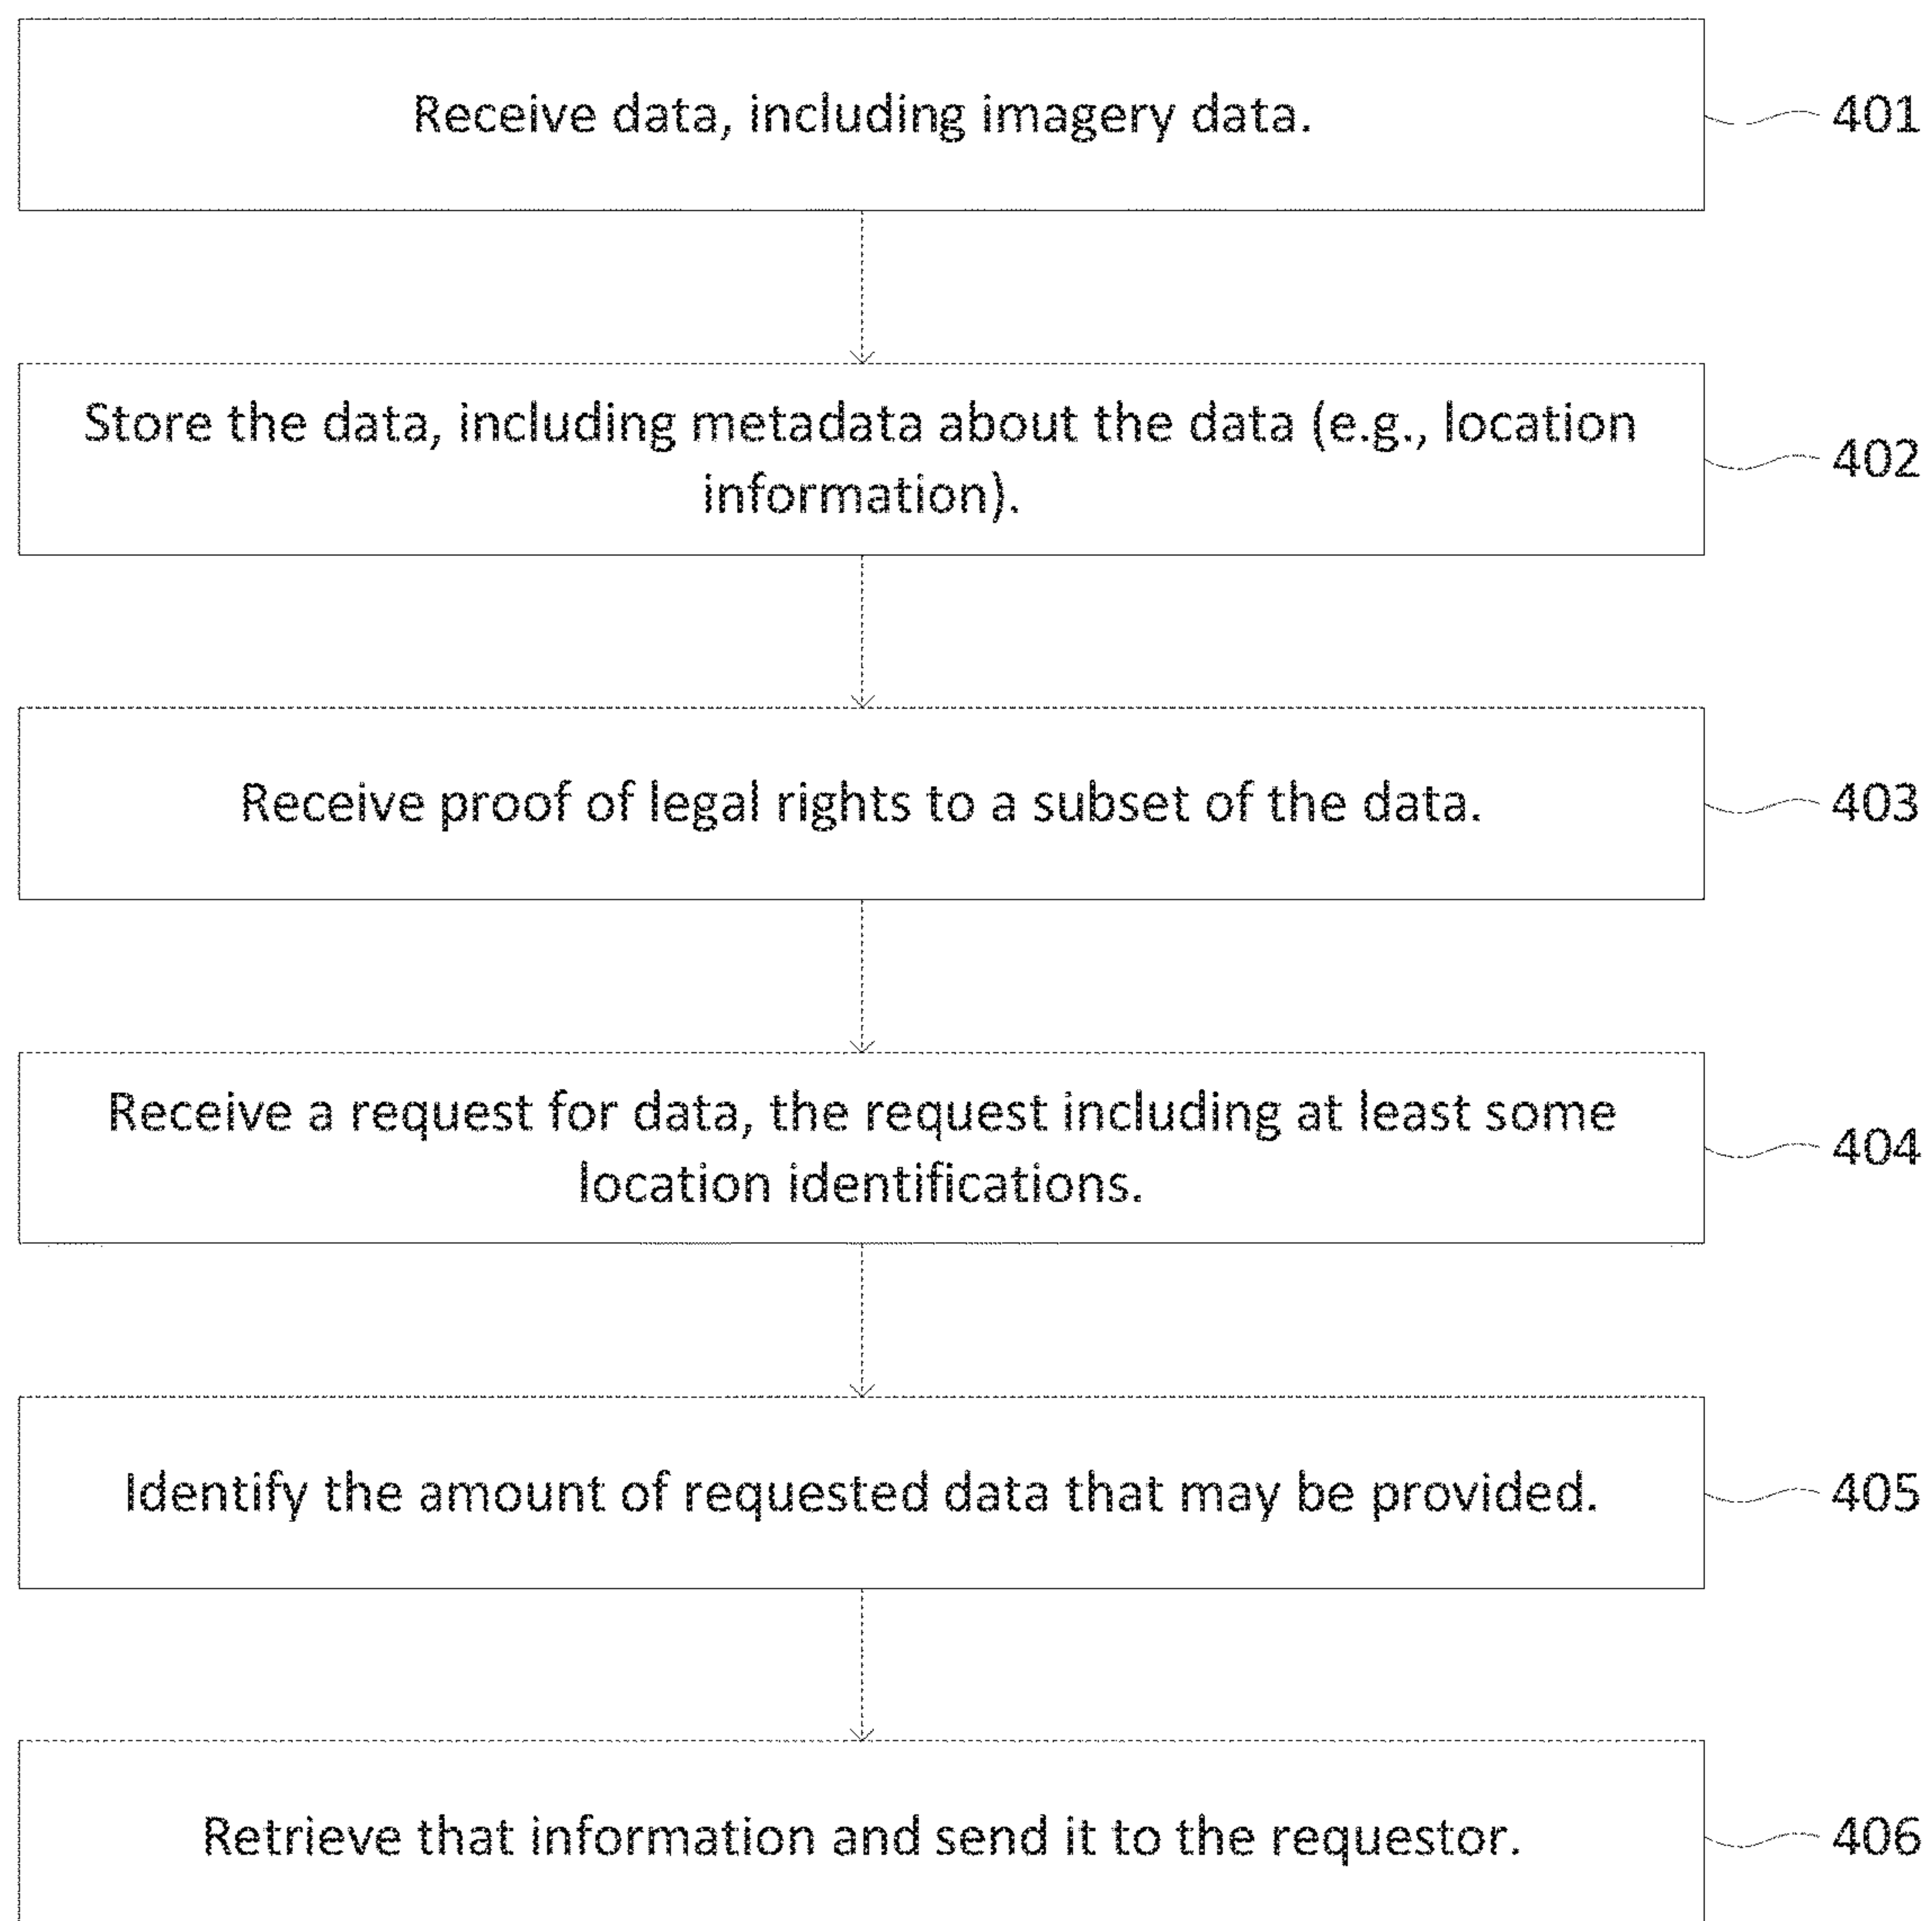 Receive data, including imagery data.
401
Store the data, including metadata about the data (e.g., location
information).
402
Receive proof of legal rights to a subset of the data.
403
Receive a request for data, the request including at least some
location identifications.
404
Identify the amount of requested data that may be provided.
405
Retrieve that information and send it to the requestor.
406